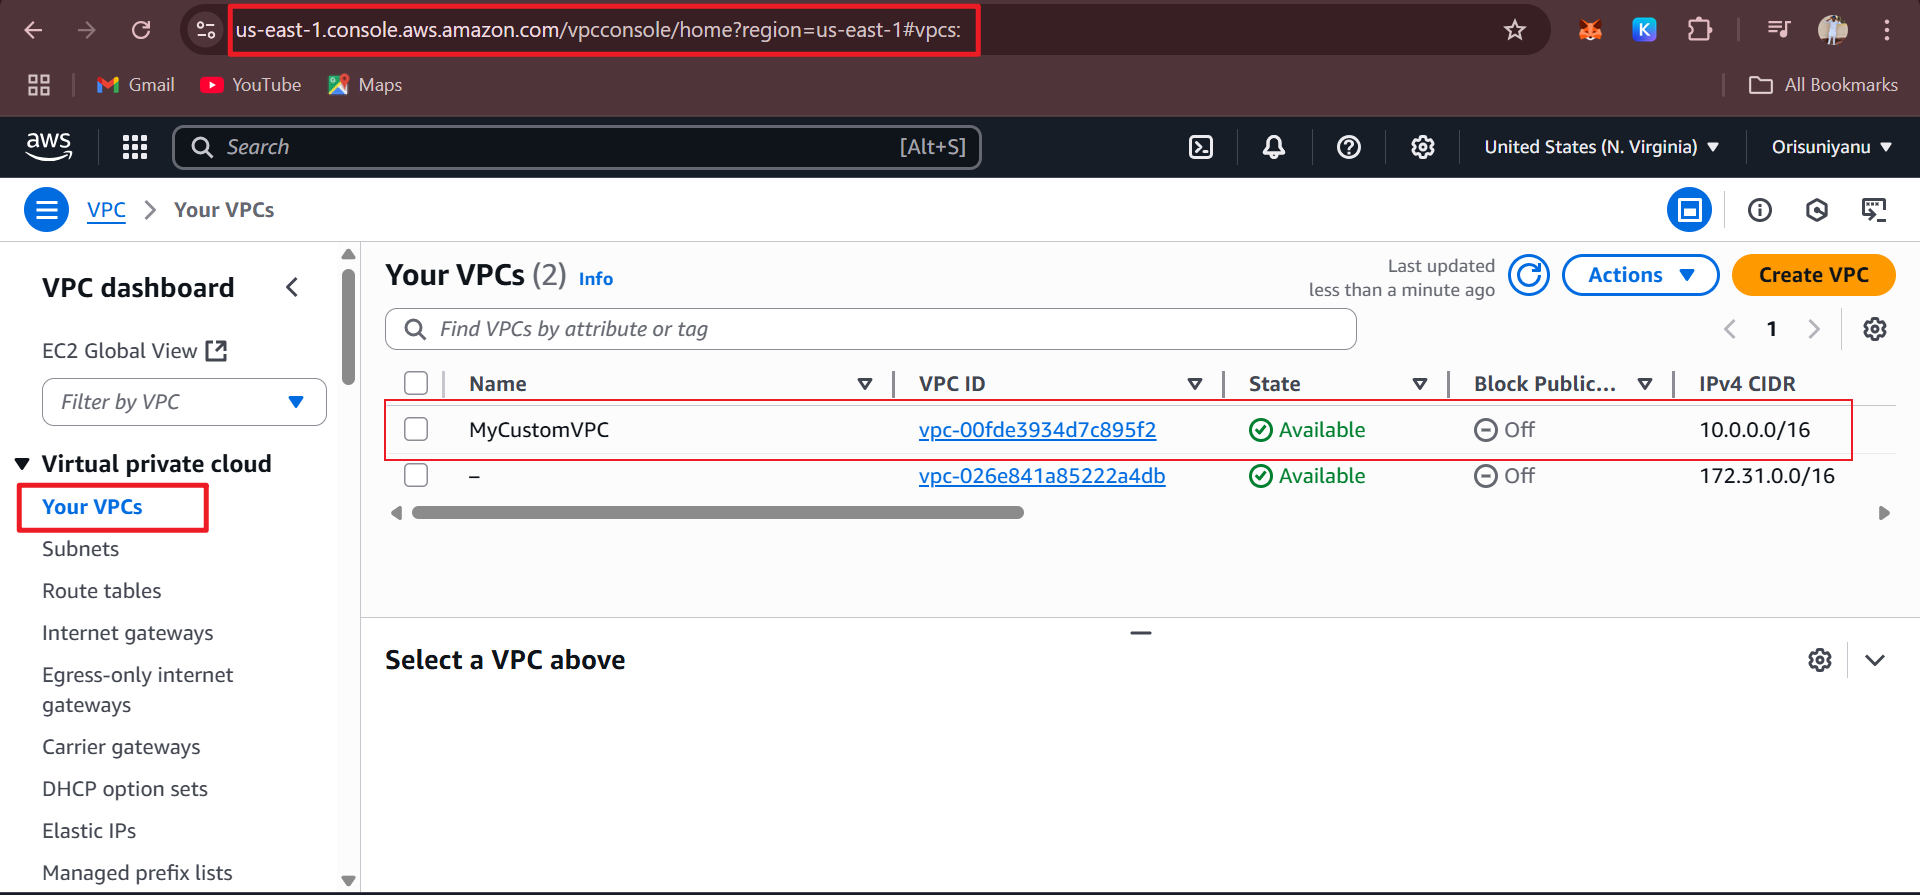 us-east-1.console.aws.amazon.com/vpcconsole/home?region=us-east-1#vpcs:
K
Gmail
YouTube
Maps
All Bookmarks
aws
Search
[Alt+S]
United States (N. Virginia)
Orisuniyanu
VPC
Your VPCs
VPC dashboard
EC2 Global View
Filter by VPC
Virtual private cloud
Your VPCs
Subnets
Route tables
Internet gateways
Egress-only internet
gateways
Carrier gateways
DHCP option sets
Elastic IPs
Managed prefix lists
Your VPCs (2) Info
Last updated
less than a minute ago
Actions
Create VPC
Find VPCs by attribute or tag
1
Name VPC ID State Block Public... IPv4 CIDR
MyCustomVPC vpc-00fde3934d7c895f2 Available Off 10.0.0.0/16
– vpc-026e841a85222a4db Available Off 172.31.0.0/16
Select a VPC above